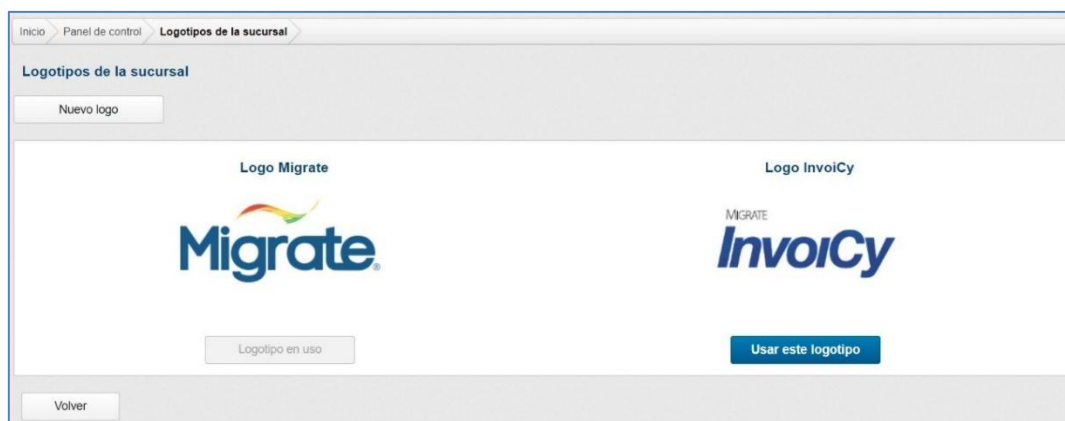 Inicio Panel de control Logotipos de la sucursal
Logotipos de la sucursal
Nuevo logo
Logo Migrate Logo InvoiCy
Migrate®
MIGRATE
InvoiCy
Logotipo en uso Usar este logotipo
Volver